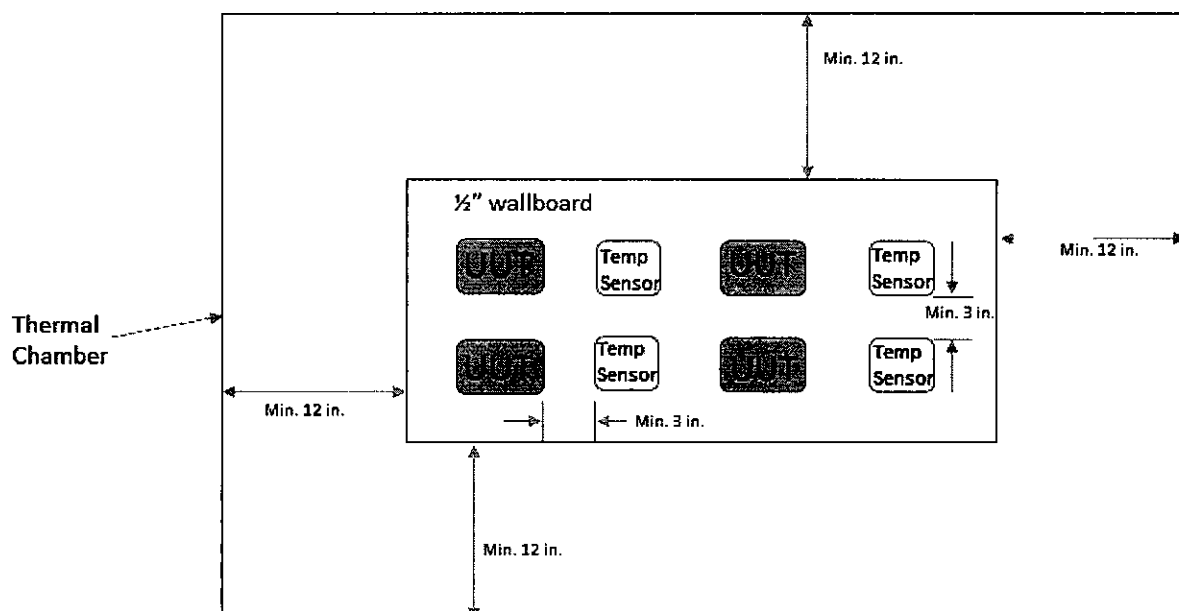 Min. 12 in.
½" wallboard
UUT
Temp
Sensor
UUT
Temp
Sensor
Min. 12 in.
Min. 3 in.
Thermal
Chamber
UUT
Temp
Sensor
UUT
Temp
Sensor
Min. 12 in.
Min. 3 in.
Min. 12 in.